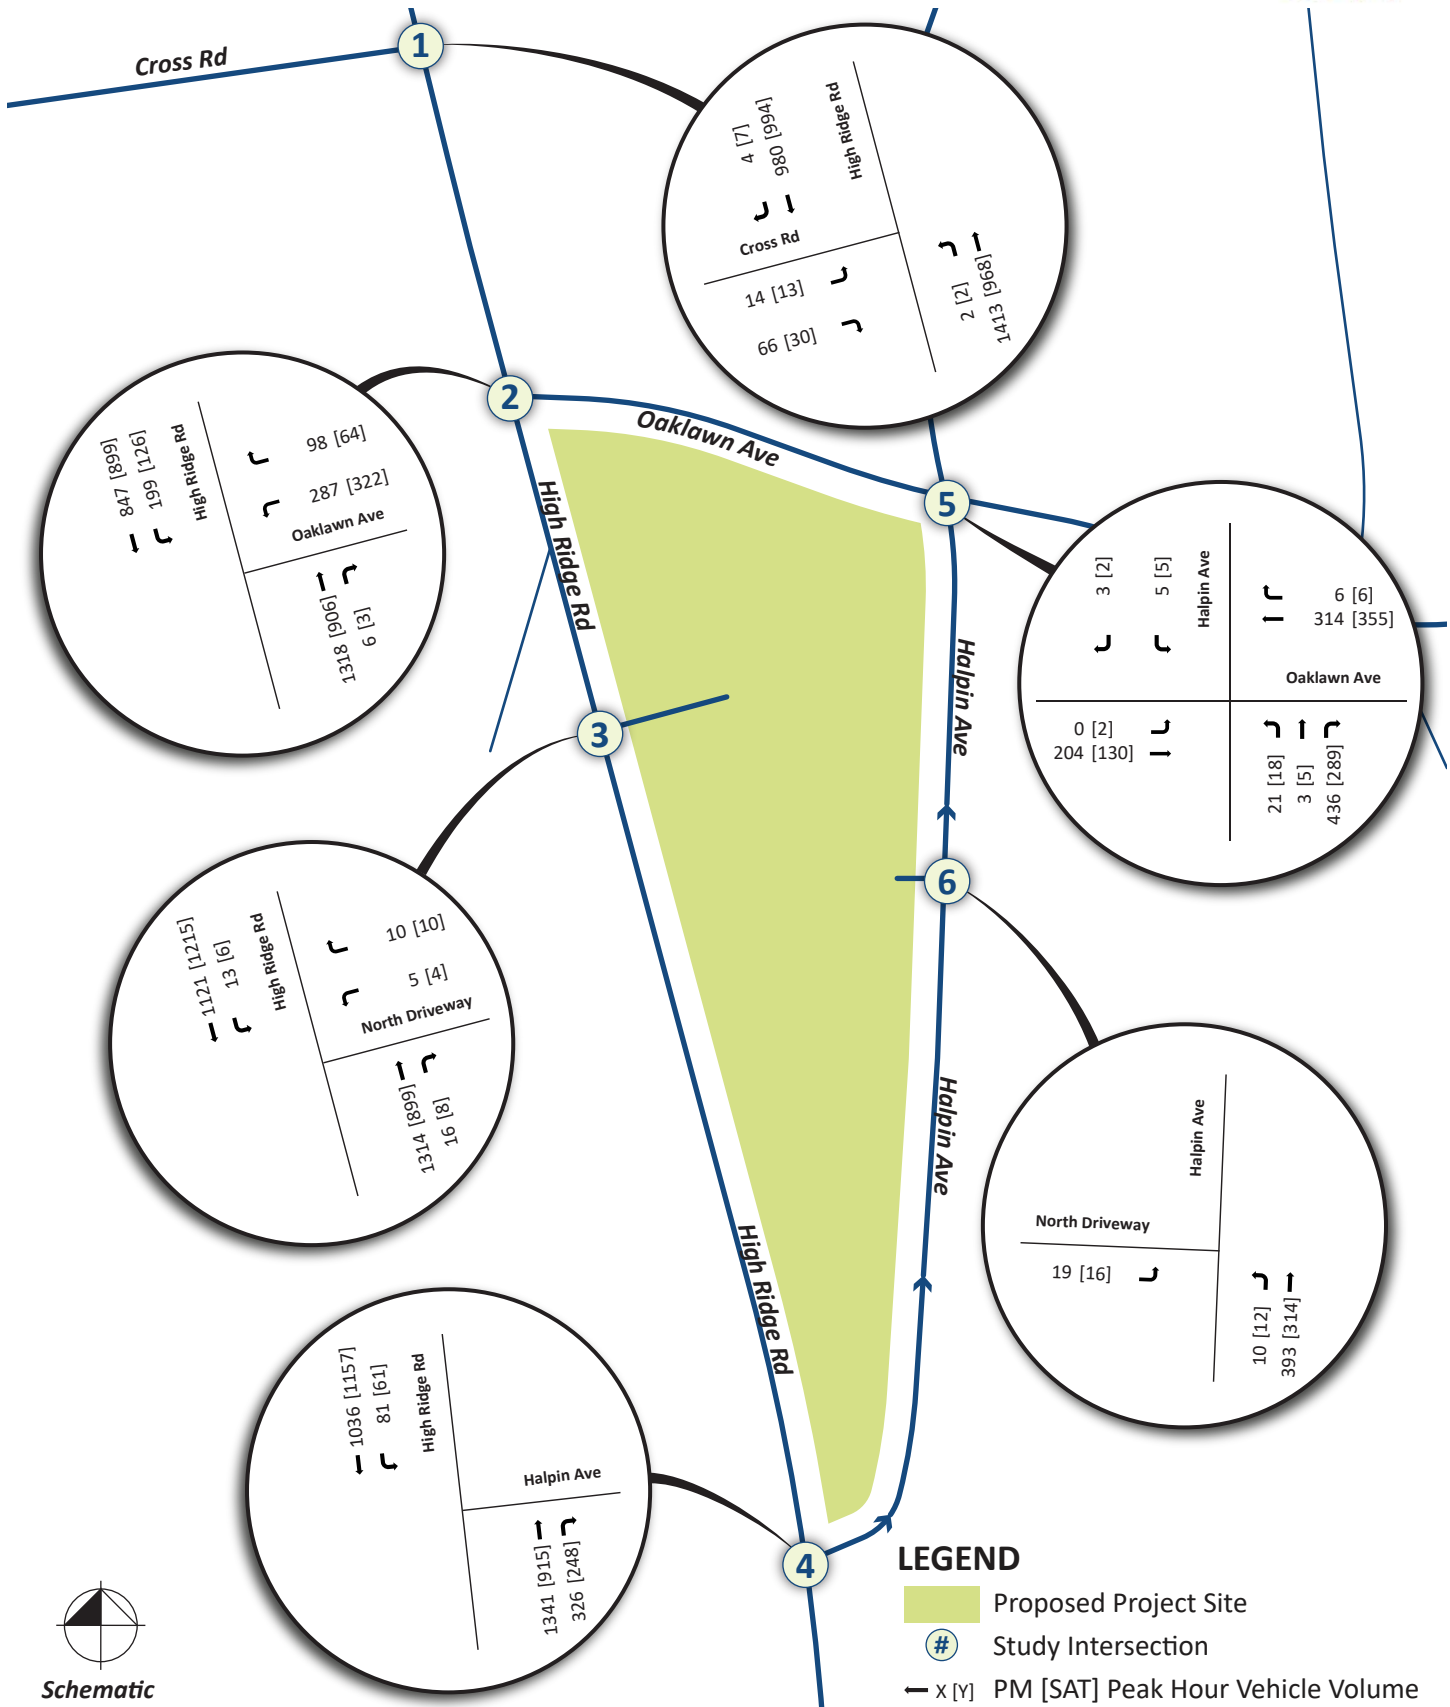 Cross Rd
1
4 [7]
980 [994]
High Ridge Rd
Cross Rd
14 [13]
66 [30]
2 [2]
1413 [968]
2
Oaklawn Ave
847 [899]
199 [126]
High Ridge Rd
98 [64]
287 [322]
Oaklawn Ave
1318 [906]
6 [3]
High Ridge Rd
5
3 [2]
5 [5]
Halpin Ave
6 [6]
314 [355]
Oaklawn Ave
0 [2]
204 [130]
21 [18]
3 [5]
436 [289]
3
Halpin Ave
1121 [1215]
13 [6]
High Ridge Rd
10 [10]
5 [4]
North Driveway
1314 [899]
16 [8]
6
Halpin Ave
Halpin Ave
North Driveway
19 [16]
10 [12]
393 [314]
High Ridge Rd
1036 [1157]
81 [61]
High Ridge Rd
Halpin Ave
1341 [915]
326 [248]
4
LEGEND
Proposed Project Site
# Study Intersection
X [Y] PM [SAT] Peak Hour Vehicle Volume
Schematic